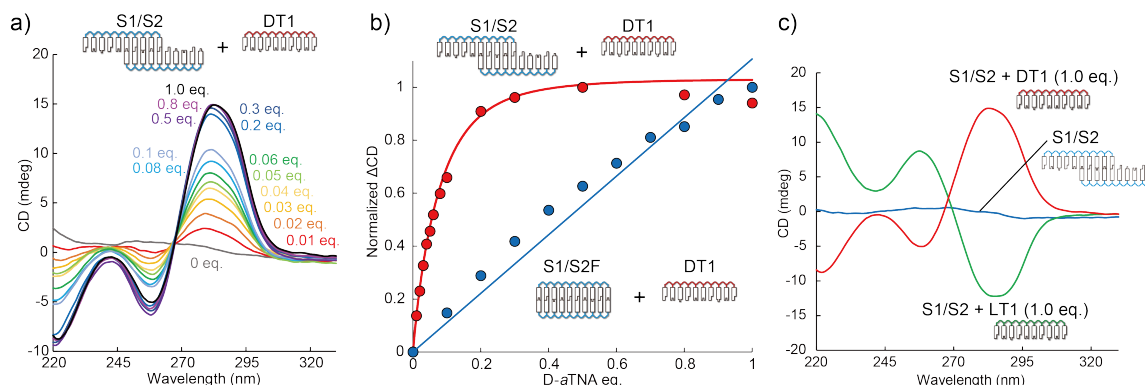 a)
S1/S2
+
DT1
20
15
10
5
0
-5
-10
CD (mdeg)
1.0 eq.
0.8 eq.
0.5 eq.
0.3 eq.
0.2 eq.
0.1 eq.
0.08 eq.
0.06 eq.
0.05 eq.
0.04 eq.
0.03 eq.
0.02 eq.
0.01 eq.
0 eq.
220 245 270 295 320
Wavelength (nm)
b)
S1/S2
+
DT1
1
0.8
0.6
0.4
0.2
0
Normalized ΔCD
S1/S2F
+
DT1
0 0.2 0.4 0.6 0.8 1
D-aTNA eq.
c)
20
15
10
5
0
-5
-10
-15
-20
CD (mdeg)
S1/S2 + DT1 (1.0 eq.)
S1/S2
S1/S2 + LT1 (1.0 eq.)
220 245 270 295 320
Wavelength (nm)